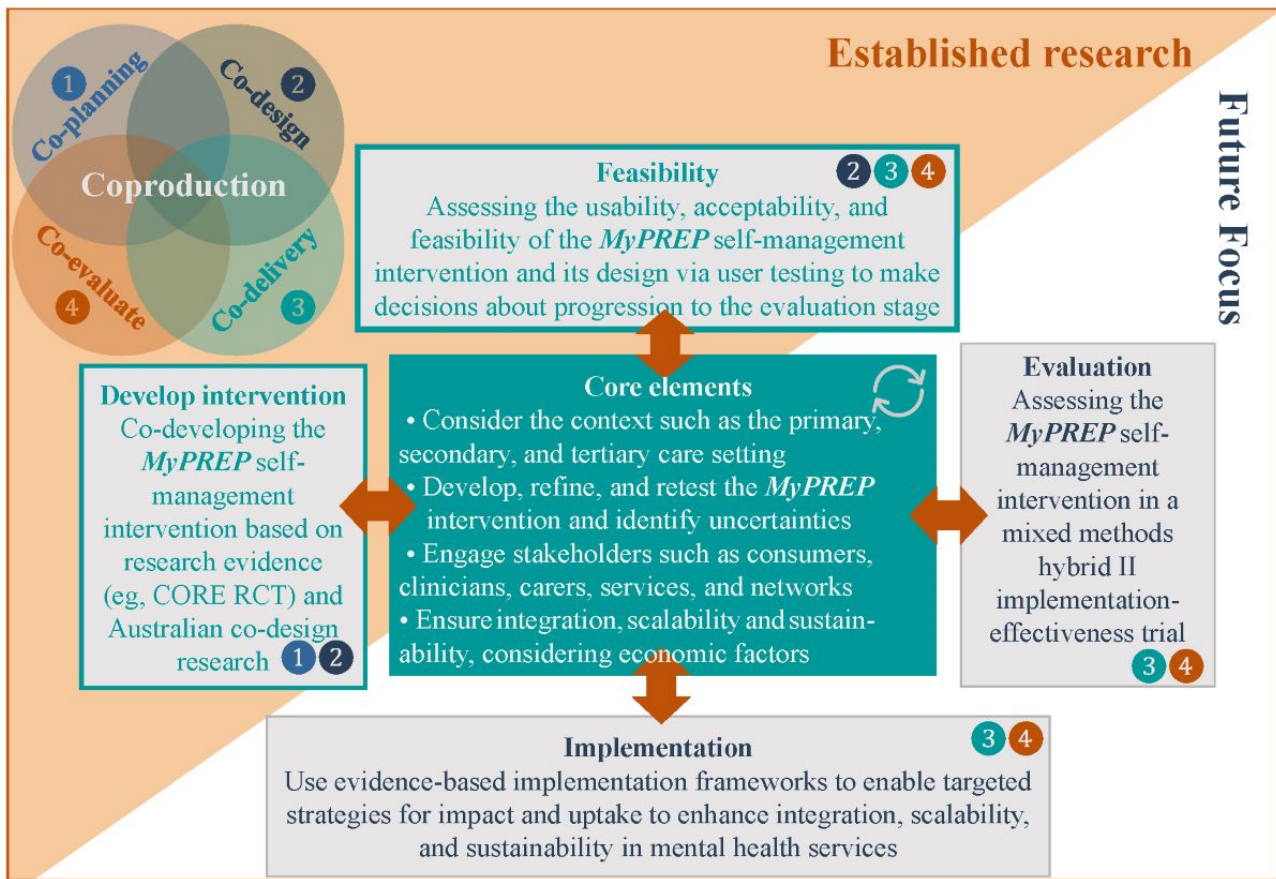 Established research
Future Focus
1
Co-planning
2
Co-design
Coproduction
Co-evaluate
4
Co-delivery
3
Feasibility
2 3 4
Assessing the usability, acceptability, and
feasibility of the MyPREP self-management
intervention and its design via user testing to make
decisions about progression to the evaluation stage
Develop intervention
Co-developing the
MyPREP self-
management
intervention based on
research evidence
(eg, CORE RCT) and
Australian co-design
research 1 2
Core elements
• Consider the context such as the primary,
secondary, and tertiary care setting
• Develop, refine, and retest the MyPREP
intervention and identify uncertainties
• Engage stakeholders such as consumers,
clinicians, carers, services, and networks
• Ensure integration, scalability and sustain-
ability, considering economic factors
Evaluation
Assessing the
MyPREP self-
management
intervention in a
mixed methods
hybrid II
implementation-
effectiveness trial
3 4
Implementation
3 4
Use evidence-based implementation frameworks to enable targeted
strategies for impact and uptake to enhance integration, scalability,
and sustainability in mental health services